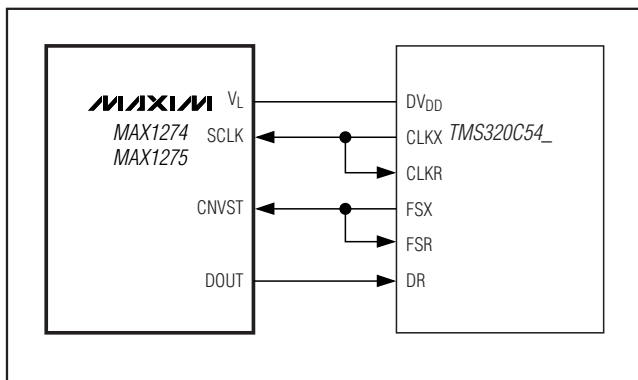 MAXIM
MAX1274
MAX1275
VL
SCLK
CNVST
DOUT
DVDD
CLKX
CLKR
FSX
FSR
DR
TMS320C54_